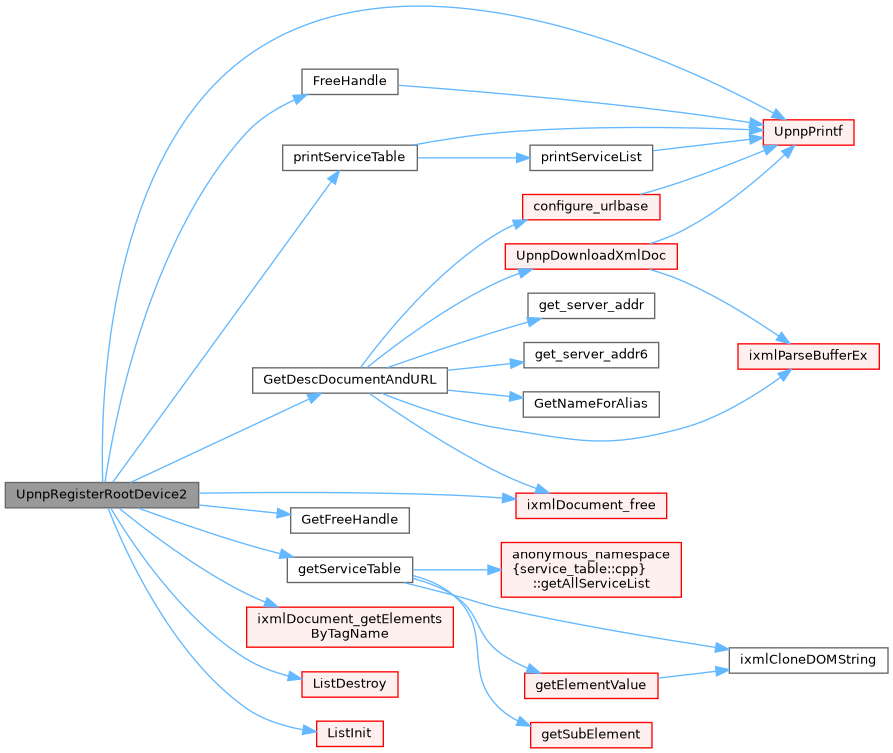 FreeHandle
UpnpPrintf
printServiceTable
printServiceList
configure_urlbase
UpnpDownloadXmlDoc
get_server_addr
get_server_addr6
ixmlParseBufferEx
GetDescDocumentAndURL
GetNameForAlias
UpnpRegisterRootDevice2
ixmlDocument_free
GetFreeHandle
getServiceTable
anonymous_namespace
{service_table::cpp}
::getAllServiceList
ixmlDocument_getElements
ByTagName
ixmlCloneDOMString
ListDestroy
getElementValue
ListInit
getSubElement